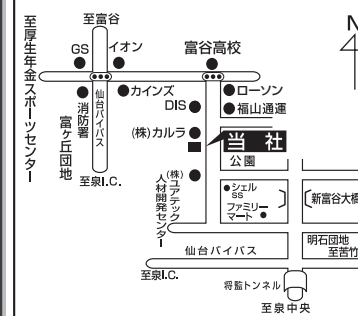 至富谷
N
至厚生年金スポーツセンター
GS
イオン
富谷高校
消防署
富ヶ丘団地
仙台バイパス
カインズ
ローソン
DIS
福山通運
(株)カルラ
当社
公園
至泉I.C.
(株)ユアテック
人材開発センター
シェル
SS
ファミリー
マート
新富谷大橋
仙台バイパス
明石団地
至苦竹
至泉I.C.
将監トンネル
至泉中央